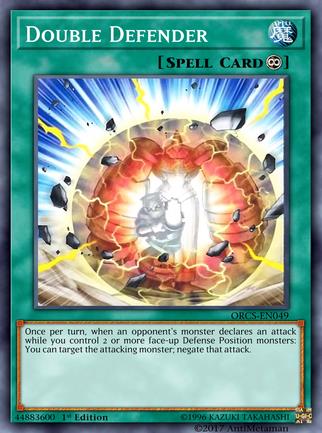 DOUBLE DEFENDER
[SPELL CARD]
ORCS-EN049
Once per turn, when an opponent's monster declares an attack
while you control 2 or more face-up Defense Position monsters:
You can target the attacking monster; negate that attack.
44883600 1st Edition ©1996 KAZUKI TAKAHASHI
©2017 AntiMetaman